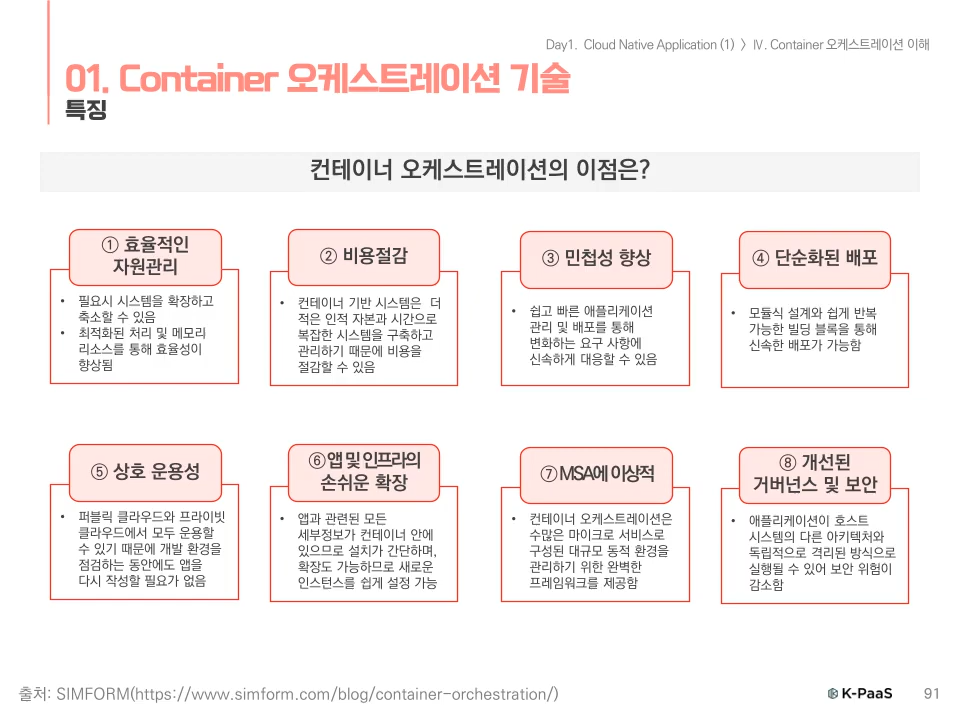 Day1. Cloud Native Application (1) 〉Ⅳ. Container 오케스트레이션 이해
01. Container 오케스트레이션 기술
특징
컨테이너 오케스트레이션의 이점은?
① 효율적인
자원관리
• 필요시 시스템을 확장하고
축소할 수 있음
• 최적화된 처리 및 메모리
리소스를 통해 효율성이
향상됨
② 비용절감
• 컨테이너 기반 시스템은 더
적은 인적 자본과 시간으로
복잡한 시스템을 구축하고
관리하기 때문에 비용을
절감할 수 있음
③ 민첩성 향상
• 쉽고 빠른 애플리케이션
관리 및 배포를 통해
변화하는 요구 사항에
신속하게 대응할 수 있음
④ 단순화된 배포
• 모듈식 설계와 쉽게 반복
가능한 빌딩 블록을 통해
신속한 배포가 가능함
⑤ 상호 운용성
• 퍼블릭 클라우드와 프라이빗
클라우드에서 모두 운용할
수 있기 때문에 개발 환경을
점검하는 동안에도 앱을
다시 작성할 필요가 없음
⑥ 앱 및 인프라의
손쉬운 확장
• 앱과 관련된 모든
세부정보가 컨테이너 안에
있으므로 설치가 간단하며,
확장도 가능하므로 새로운
인스턴스를 쉽게 설정 가능
⑦ MSA에 이상적
• 컨테이너 오케스트레이션은
수많은 마이크로 서비스로
구성된 대규모 동적 환경을
관리하기 위한 완벽한
프레임워크를 제공함
⑧ 개선된
거버넌스 및 보안
• 애플리케이션이 호스트
시스템의 다른 아키텍처와
독립적으로 격리된 방식으로
실행될 수 있어 보안 위험이
감소함
출처: SIMFORM(https://www.simform.com/blog/container-orchestration/)
K-PaaS
91